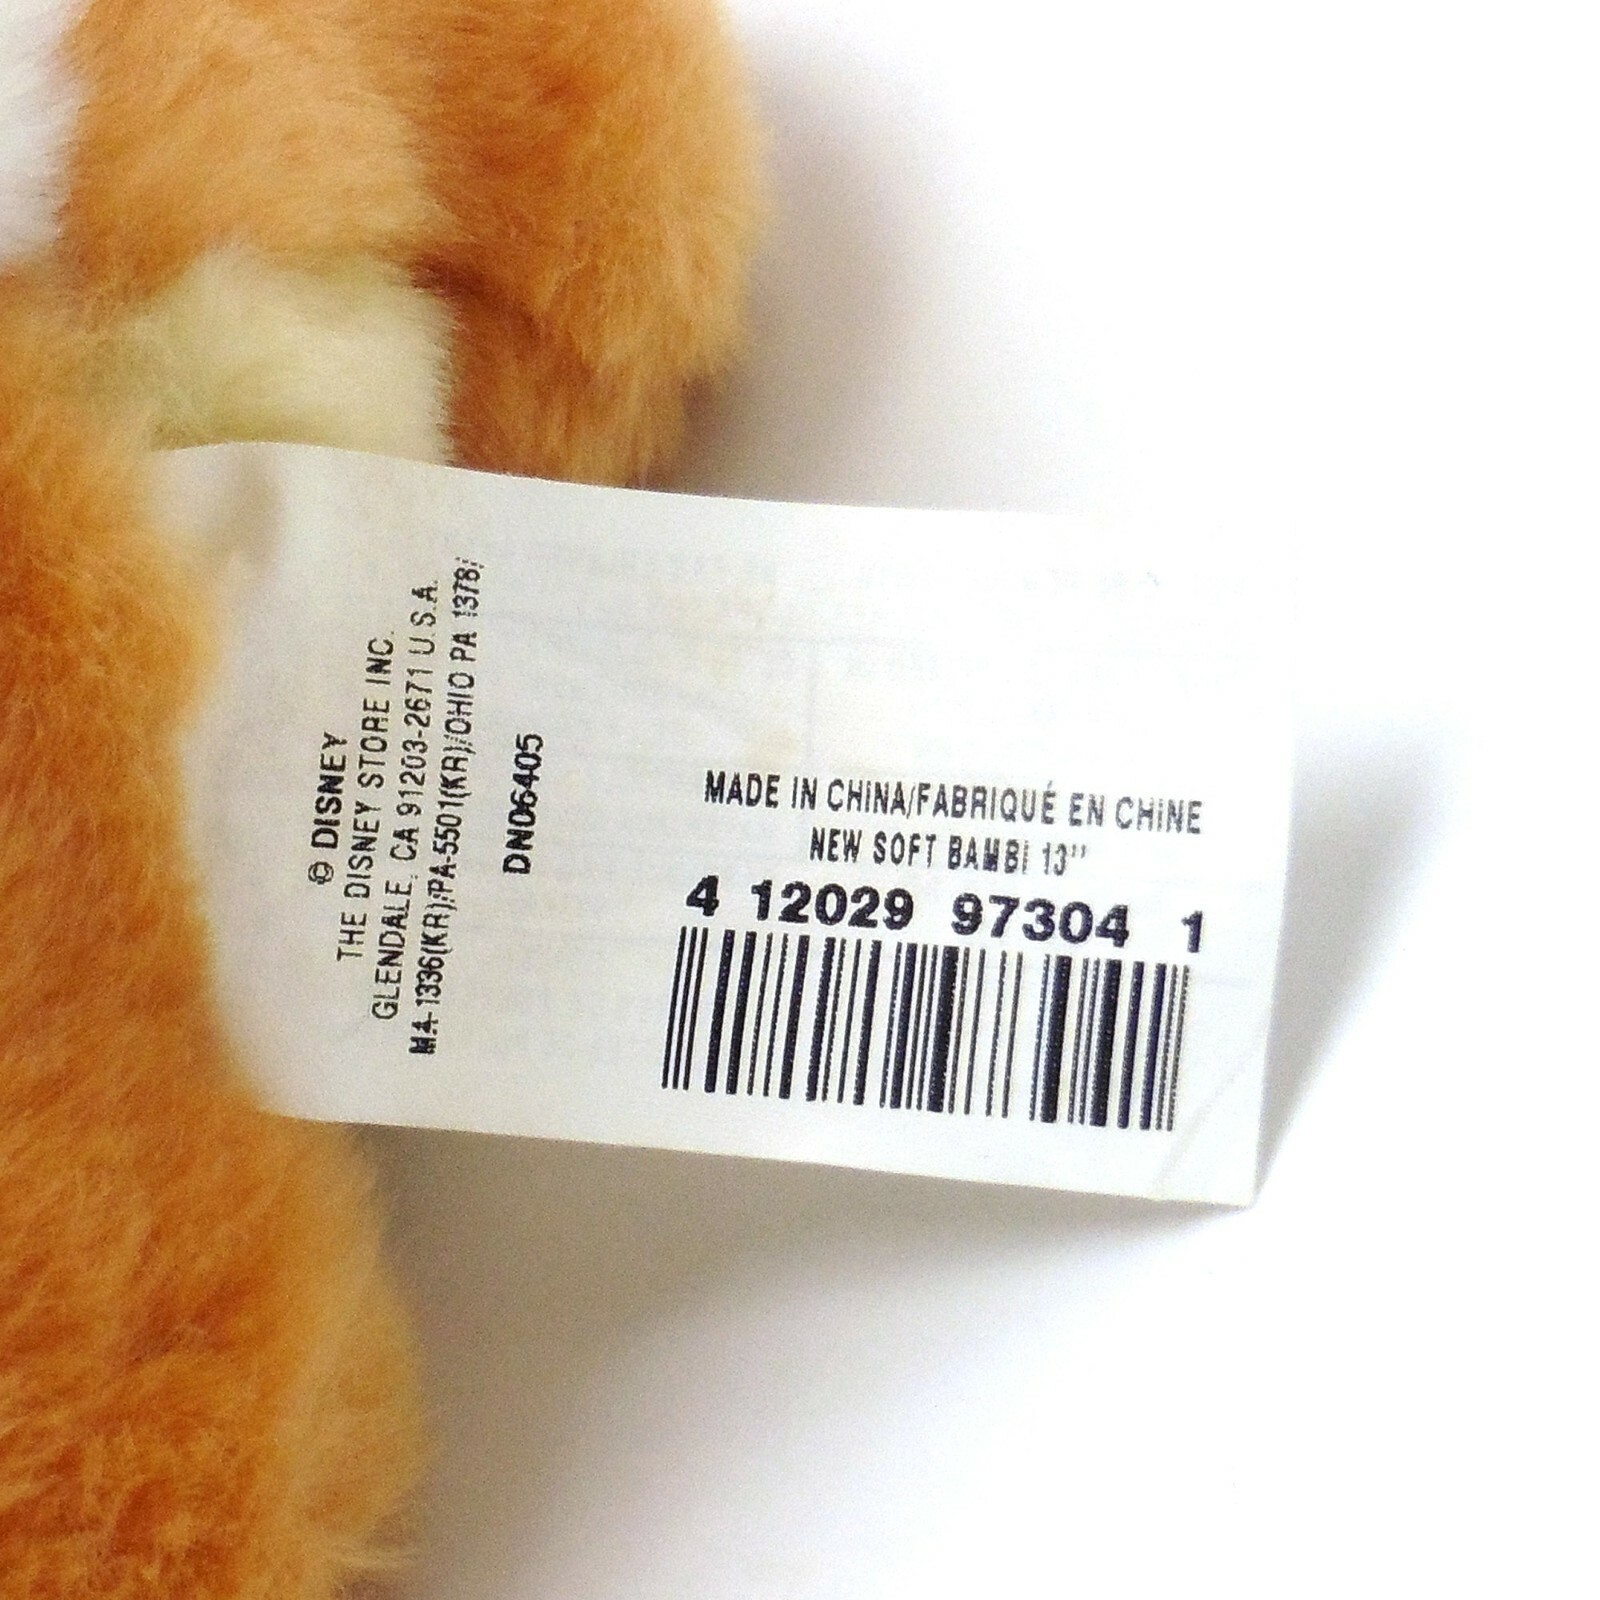 © DISNEY
THE DISNEY STORE INC.
GLENDALE, CA 91203-2671 U.S.A.
MA-1336(KR)/PA-5501(KR)/OHIO PA 1378/
DN06405
MADE IN CHINA/FABRIQUÉ EN CHINE
NEW SOFT BAMBI 13"
4 12029 97304 1